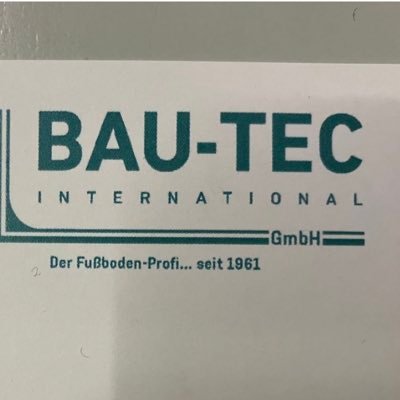 BAU-TEC
INTERNATIONAL
GmbH
Der Fußboden-Profi... seit 1961